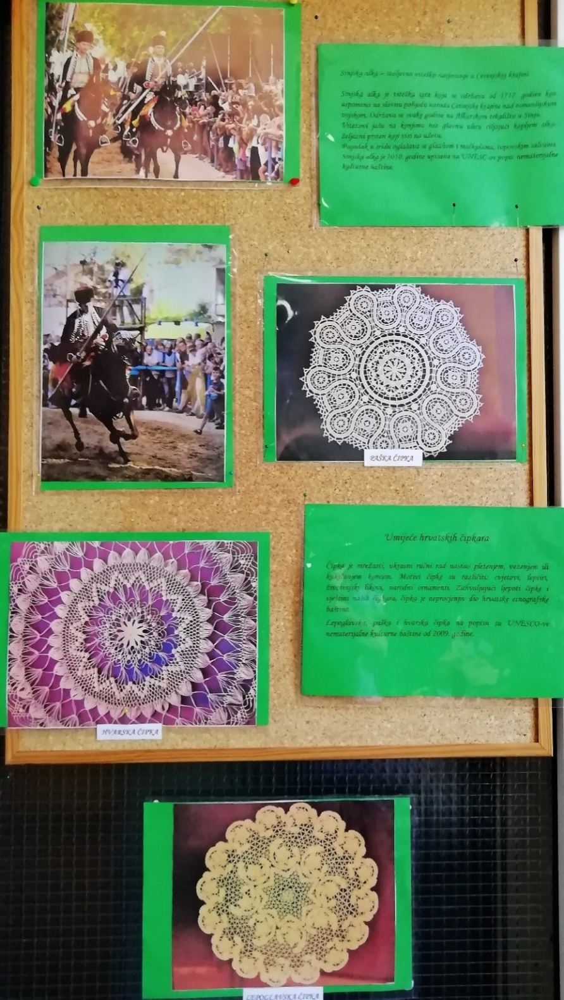 Sinjska alka – stoljetno viteško natjecanje u Cetinskoj krajini
Sinjska alka je viteška igra koja se održava od 1717. godine kao
uspomena na slavnu pobjedu naroda Cetinske krajine nad osmanlijskom
vojskom. Održava se svake godine na Alkarskom trkalištu u Sinju.
Vitezovi jašu na konjima niz glavnu ulicu ciljajući kopljem alku-
željezni prsten koji visi na užetu.
Pogodak u sridu oglašava se glazbom i mačkulama, topovskim salvama.
Sinjska alka je 2010. godine upisana na UNESC-ov popis nematerijalne
kulturne baštine.
PAŠKA ČIPKA
Umijeće hrvatskih čipkara
Čipka je mrežasti, ukrasni ručni rad nastao pletenjem, vezenjem ili
kukičanjem koncem. Motivi čipke su različiti: cvjetovi, leptiri,
životinjski likovi, narodni ornamenti. Zahvaljujući ljepoti čipke i
vještini naših čipkara, čipka je neprocjenjiv dio hrvatske etnografske
baštine.
Lepoglavska, paška i hvarska čipka na popisu su UNESCO-ve
nematerijalne kulturne baštine od 2009. godine.
HVARSKA ČIPKA
LEPOGLAVSKA ČIPKA